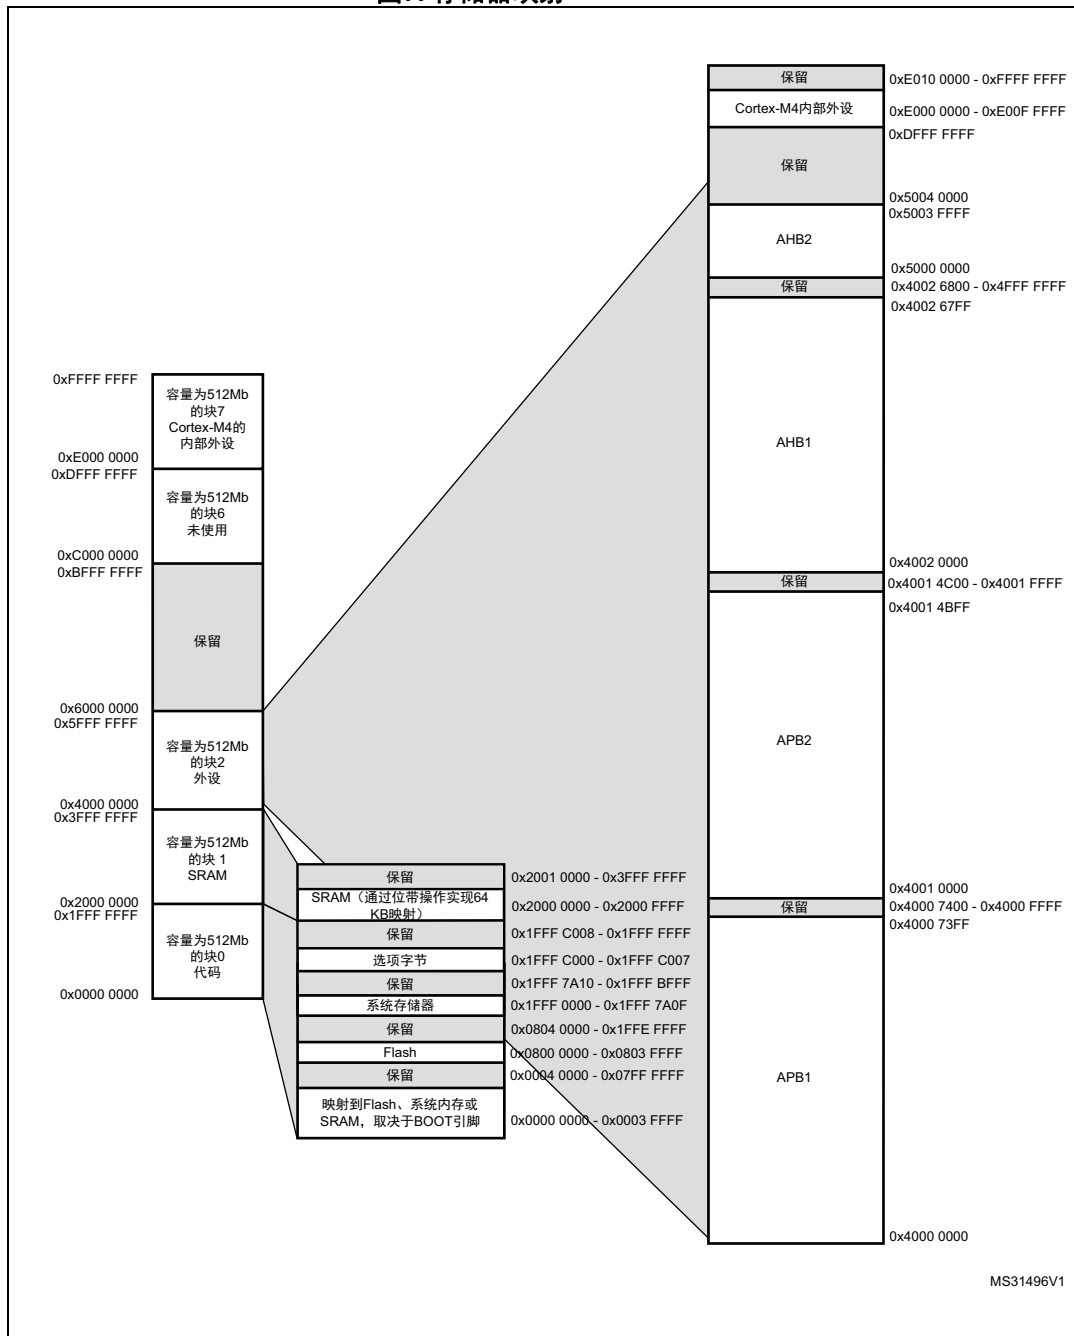 0xFFFF FFFF
容量为512Mb
的块7
Cortex-M4的
内部外设
0xE000 0000
0xDFFF FFFF
容量为512Mb
的块6
未使用
0xC000 0000
0xBFFF FFFF
保留
0x6000 0000
0x5FFF FFFF
容量为512Mb
的块2
外设
0x4000 0000
0x3FFF FFFF
容量为512Mb
的块 1
SRAM
0x2000 0000
0x1FFF FFFF
容量为512Mb
的块0
代码
0x0000 0000
保留
0x2001 0000 - 0x3FFF FFFF
SRAM（通过位带操作实现64
KB映射）
0x2000 0000 - 0x2000 FFFF
保留
0x1FFF C008 - 0x1FFF FFFF
选项字节
0x1FFF C000 - 0x1FFF C007
保留
0x1FFF 7A10 - 0x1FFF BFFF
系统存储器
0x1FFF 0000 - 0x1FFF 7A0F
保留
0x0804 0000 - 0x1FFE FFFF
Flash
0x0800 0000 - 0x0803 FFFF
保留
0x0004 0000 - 0x07FF FFFF
映射到Flash、系统内存或
SRAM，取决于BOOT引脚
0x0000 0000 - 0x0003 FFFF
保留
0xE010 0000 - 0xFFFF FFFF
Cortex-M4内部外设
0xE000 0000 - 0xE00F FFFF
0xDFFF FFFF
保留
0x5004 0000
0x5003 FFFF
AHB2
0x5000 0000
保留
0x4002 6800 - 0x4FFF FFFF
0x4002 67FF
AHB1
0x4002 0000
保留
0x4001 4C00 - 0x4001 FFFF
0x4001 4BFF
APB2
0x4001 0000
保留
0x4000 7400 - 0x4000 FFFF
0x4000 73FF
APB1
0x4000 0000
MS31496V1